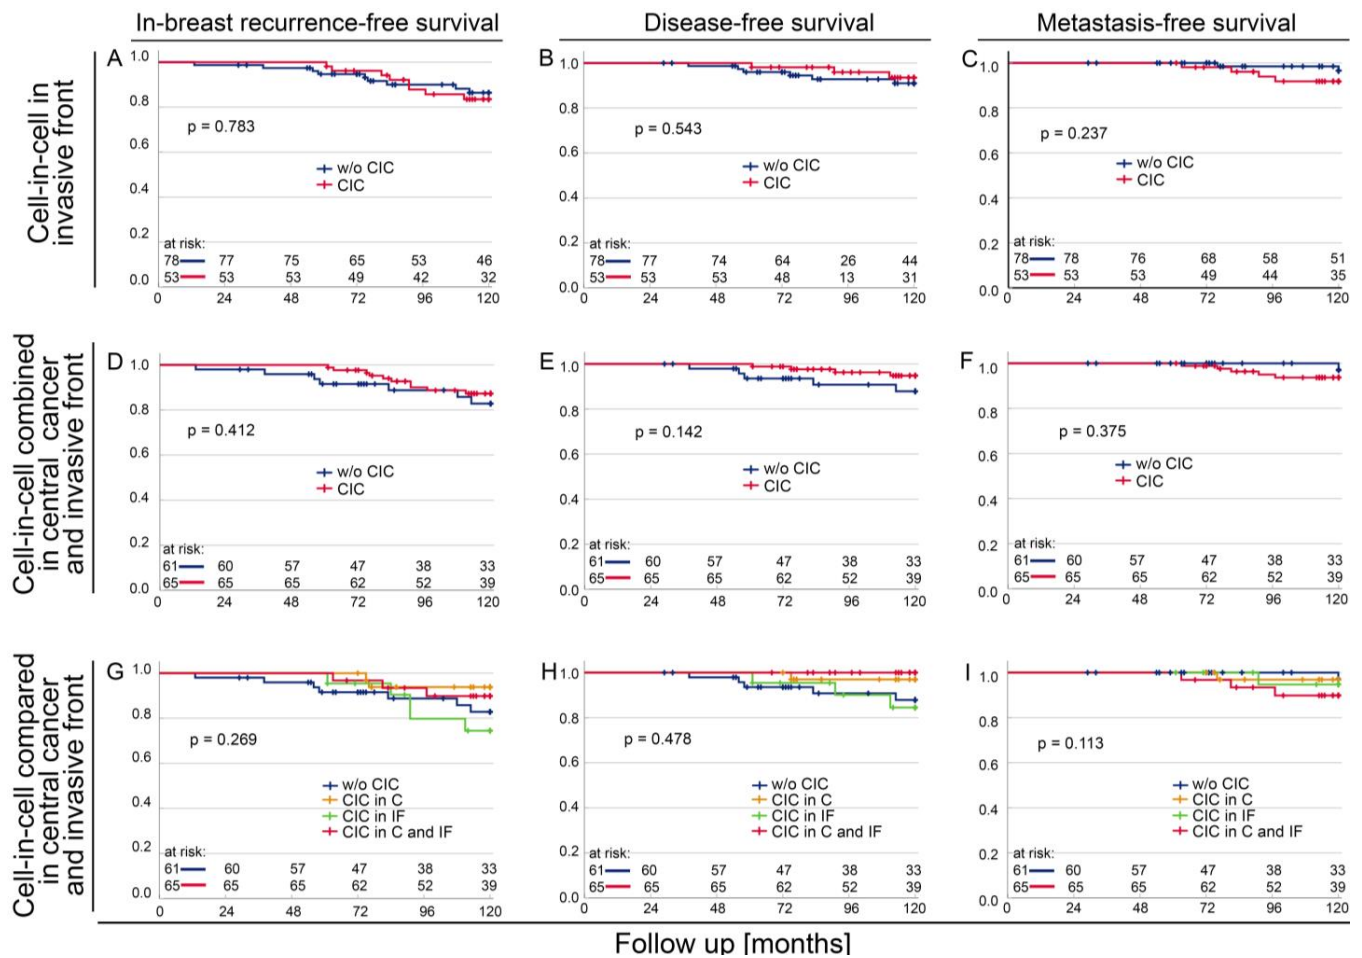 In-breast recurrence-free survival
Disease-free survival
Metastasis-free survival
Cell-in-cell in
invasive front
A
1.0
0.8
0.6
0.4
0.2
0.0
p = 0.783
w/o CIC
CIC
at risk:
78 77 75 65 53 46
53 53 53 49 42 32
0 24 48 72 96 120
B
1.0
0.8
0.6
0.4
0.2
0.0
p = 0.543
w/o CIC
CIC
at risk:
78 77 74 64 26 44
53 53 53 48 13 31
0 24 48 72 96 120
C
1.0
0.8
0.6
0.4
0.2
0.0
p = 0.237
w/o CIC
CIC
at risk:
78 78 76 68 58 51
53 53 53 49 44 35
0 24 48 72 96 120
Cell-in-cell combined
in central cancer
and invasive front
D
1.0
0.8
0.6
0.4
0.2
0.0
p = 0.412
w/o CIC
CIC
at risk:
61 60 57 47 38 33
65 65 65 62 52 39
0 24 48 72 96 120
E
1.0
0.8
0.6
0.4
0.2
0.0
p = 0.142
w/o CIC
CIC
at risk:
61 60 57 47 38 33
65 65 65 62 52 39
0 24 48 72 96 120
F
1.0
0.8
0.6
0.4
0.2
0.0
p = 0.375
w/o CIC
CIC
at risk:
61 60 57 47 38 33
65 65 65 62 52 39
0 24 48 72 96 120
Cell-in-cell compared
in central cancer
and invasive front
G
1.0
0.8
0.6
0.4
0.2
0.0
p = 0.269
w/o CIC
CIC in C
CIC in IF
CIC in C and IF
at risk:
61 60 57 47 38 33
65 65 65 62 52 39
0 24 48 72 96 120
H
1.0
0.8
0.6
0.4
0.2
0.0
p = 0.478
w/o CIC
CIC in C
CIC in IF
CIC in C and IF
at risk:
61 60 57 47 38 33
65 65 65 62 52 39
0 24 48 72 96 120
I
1.0
0.8
0.6
0.4
0.2
0.0
p = 0.113
w/o CIC
CIC in C
CIC in IF
CIC in C and IF
at risk:
61 60 57 47 38 33
65 65 65 62 52 39
0 24 48 72 96 120
Follow up [months]